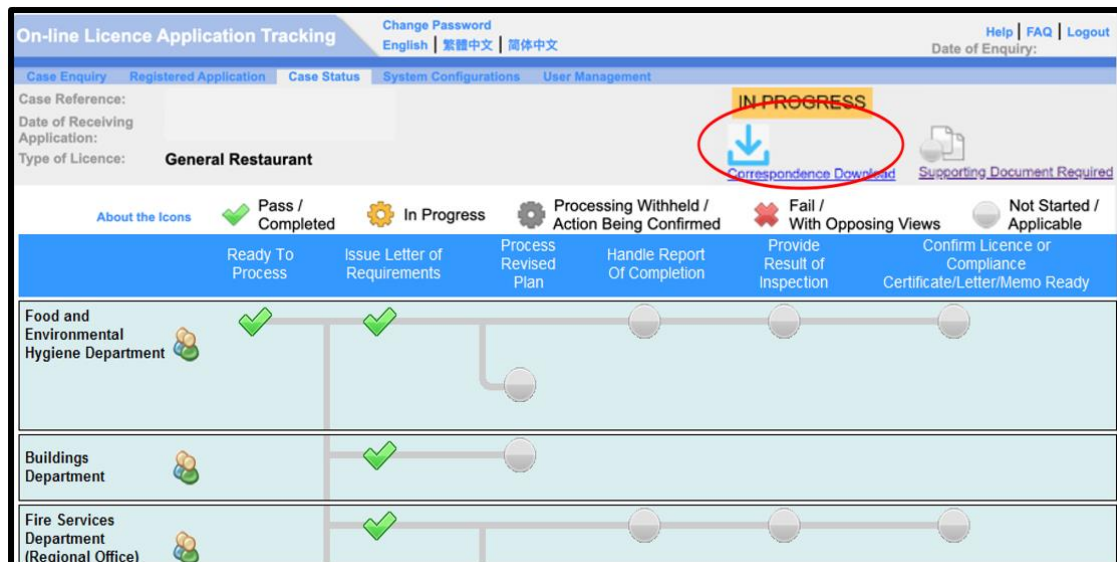 On-line Licence Application Tracking
Change Password
English | 繁體中文 | 简体中文
Help | FAQ | Logout
Date of Enquiry:
Case Enquiry Registered Application Case Status System Configurations User Management
Case Reference:
Date of Receiving
Application:
Type of Licence: General Restaurant
IN PROGRESS
Correspondence Download
Supporting Document Required
About the Icons
Pass /
Completed
In Progress
Processing Withheld /
Action Being Confirmed
Fail /
With Opposing Views
Not Started /
Applicable
Ready To
Process
Issue Letter of
Requirements
Process
Revised
Plan
Handle Report
Of Completion
Provide
Result of
Inspection
Confirm Licence or
Compliance
Certificate/Letter/Memo Ready
Food and
Environmental
Hygiene Department
Buildings
Department
Fire Services
Department
(Regional Office)